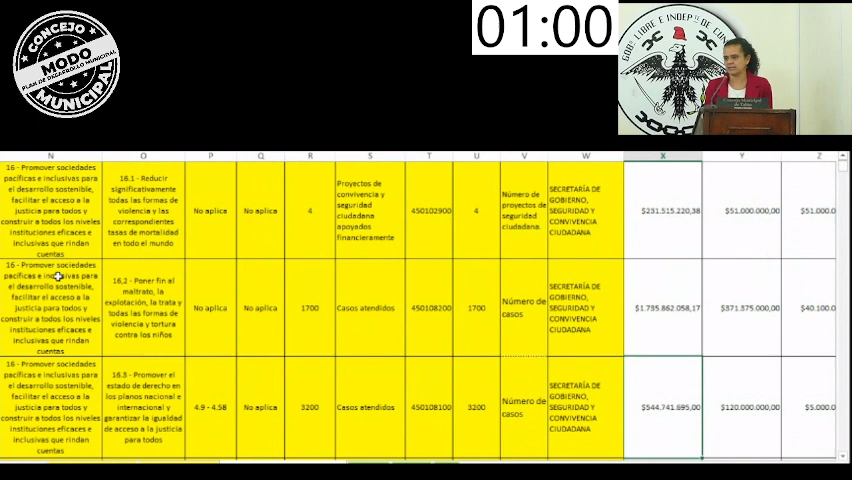 CONCEJO
MODO
PLAN DE DESARROLLO MUNICIPAL
MUNICIPAL
01:00
GOBº LIBRE E INDEP.TE DE CUN
Concejo Municipal
N O P Q R S T U V W X Y Z
16 - Promover sociedades
pacíficas e inclusivas para
el desarrollo sostenible,
facilitar el acceso a la
justicia para todos y
construir a todos los niveles
instituciones eficaces e
inclusivas que rindan
cuentas
16.1 - Reducir
significativamente
todas las formas de
violencia y las
correspondientes
tasas de mortalidad
en todo el mundo
No aplica
No aplica
4
Proyectos de
convivencia y
seguridad
ciudadana
apoyados
financieramente
450102900
4
Número de
proyectos de
seguridad
ciudadana.
SECRETARÍA DE
GOBIERNO,
SEGURIDAD Y
CONVIVENCIA
CIUDADANA
$231.515.220,38
$51.000.000,00
$51.000.0
16 - Promover sociedades
pacíficas e inclusivas para
el desarrollo sostenible,
facilitar el acceso a la
justicia para todos y
construir a todos los niveles
instituciones eficaces e
inclusivas que rindan
cuentas
16,2 - Poner fin al
maltrato, la
explotación, la trata y
todas las formas de
violencia y tortura
contra los niños
No aplica
No aplica
1700
Casos atendidos
450108200
1700
Número de
casos
SECRETARÍA DE
GOBIERNO,
SEGURIDAD Y
CONVIVENCIA
CIUDADANA
$1.735.862.058,17
$371.375.000,00
$40.100.0
16 - Promover sociedades
pacíficas e inclusivas para
el desarrollo sostenible,
facilitar el acceso a la
justicia para todos y
construir a todos los niveles
instituciones eficaces e
inclusivas que rindan
cuentas
16.3 - Promover el
estado de derecho en
los planos nacional e
internacional y
garantizar la igualdad
de acceso a la justicia
para todos
4.9 - 4.58
No aplica
3200
Casos atendidos
450108100
3200
Número de
casos
SECRETARÍA DE
GOBIERNO,
SEGURIDAD Y
CONVIVENCIA
CIUDADANA
$544.741.695,00
$120.000.000,00
$5.000.0